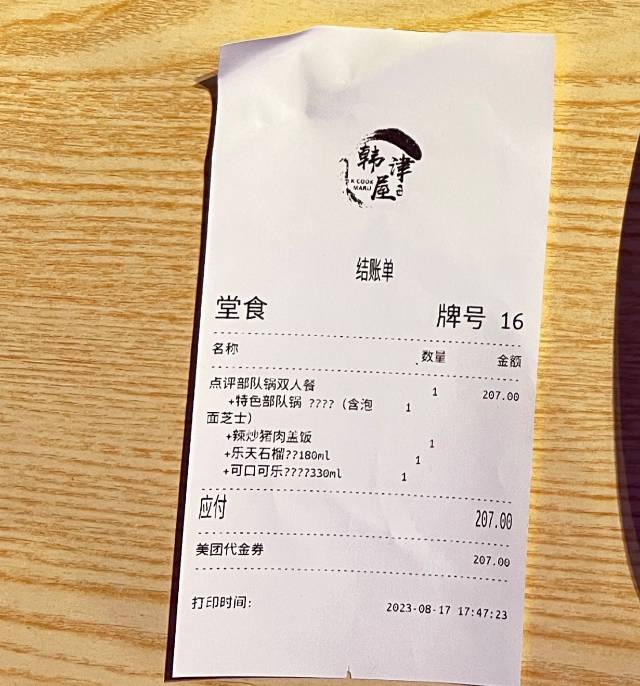 韩津
屋
K COOK
MARU
结账单
堂食 牌号 16
名称 数量 金额
点评部队锅双人餐 1 207.00
+特色部队锅 ????（含泡 1
面芝士）
+辣炒猪肉盖饭 1
+乐天石榴??180ml 1
+可口可乐????330ml 1
应付 207.00
美团代金券 207.00
打印时间: 2023-08-17 17:47:23